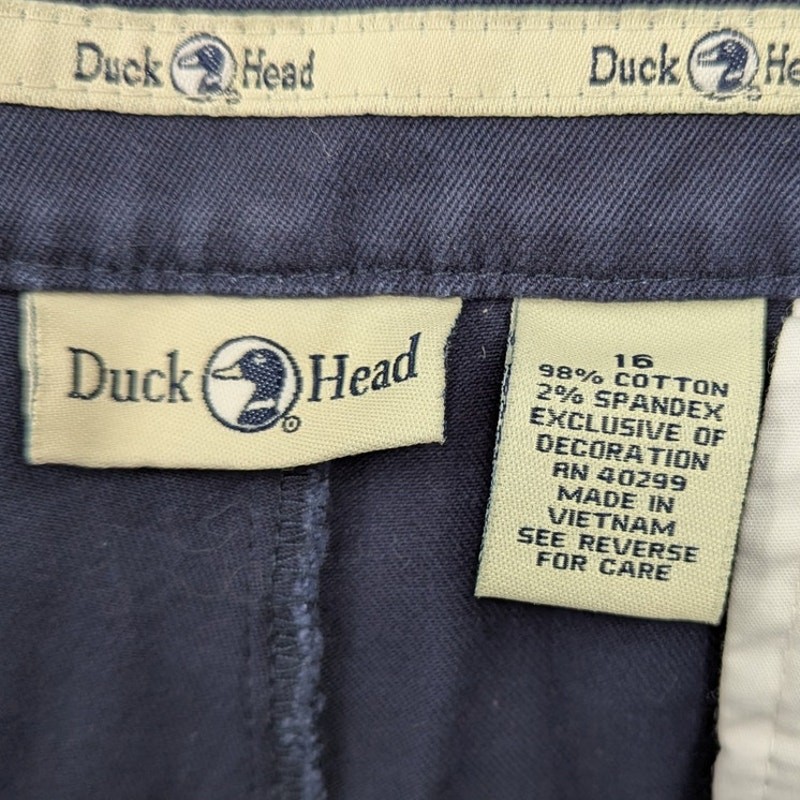 Duck Head Duck He
Duck Head ®
16
98% COTTON
2% SPANDEX
EXCLUSIVE OF
DECORATION
RN 40299
MADE IN
VIETNAM
SEE REVERSE
FOR CARE